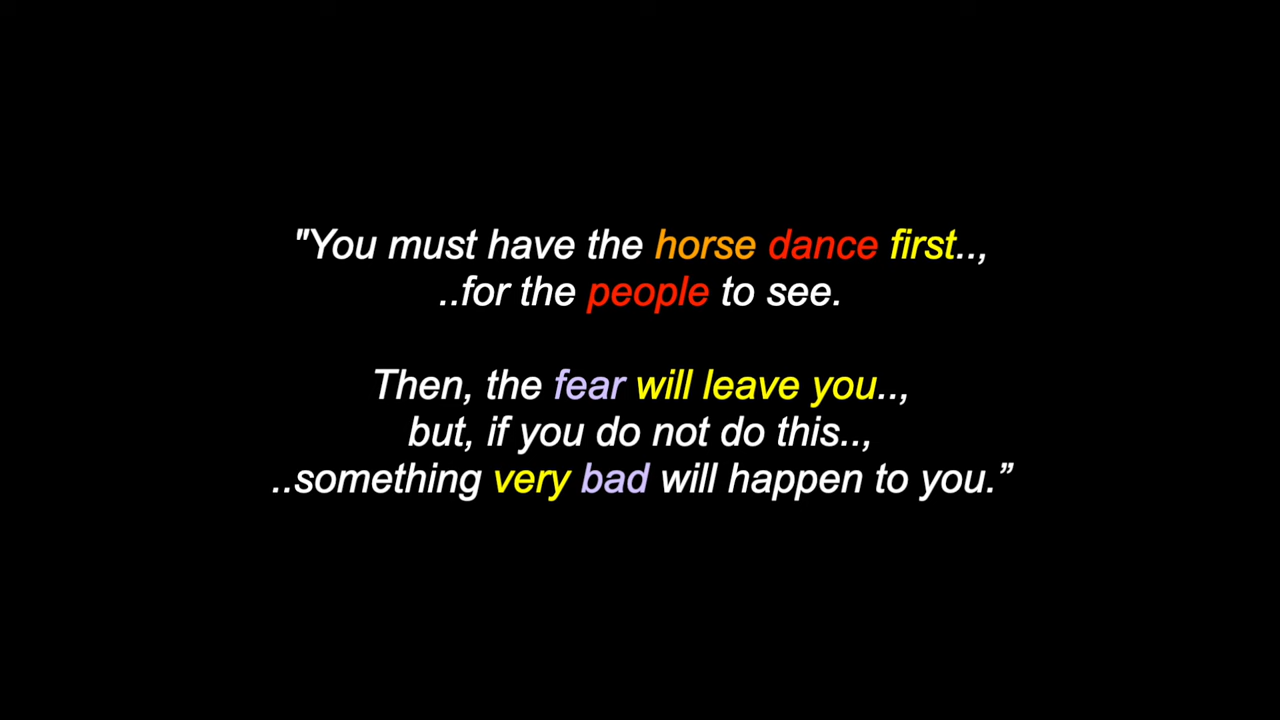 "You must have the horse dance first..,
..for the people to see.
Then, the fear will leave you..,
but, if you do not do this..,
..something very bad will happen to you.”